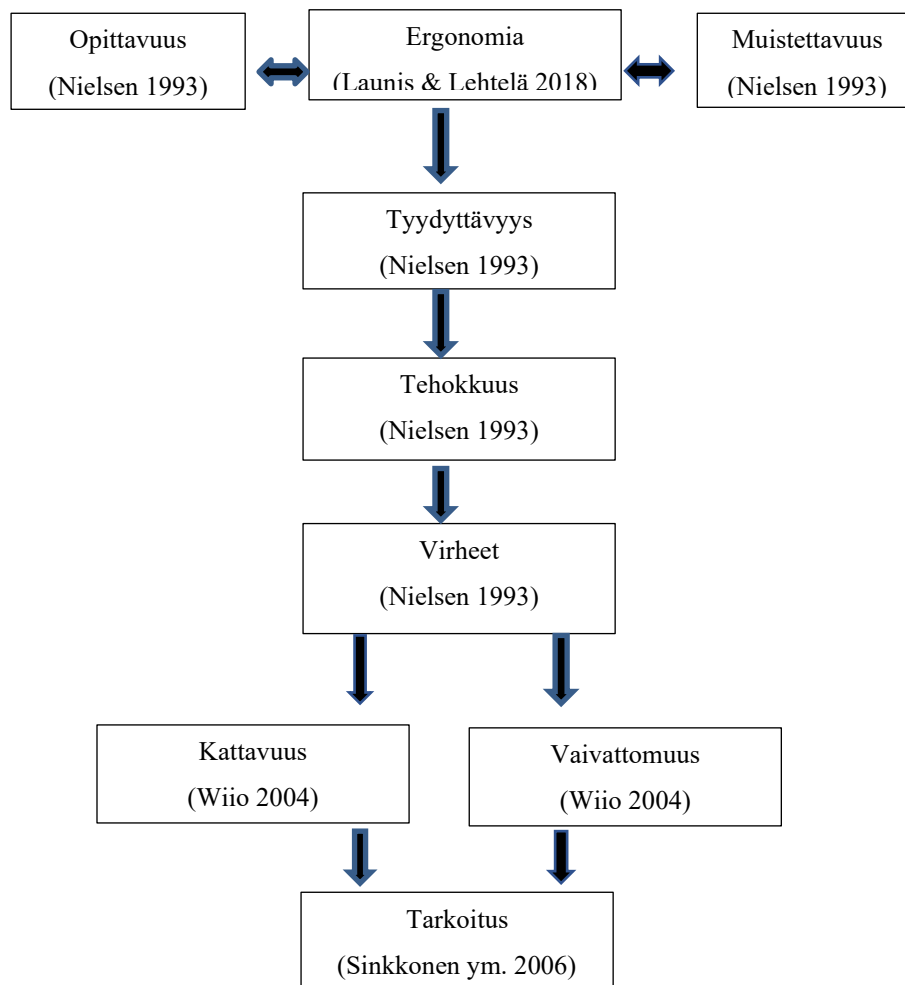 Opittavuus
(Nielsen 1993)
Ergonomia
(Launis & Lehtelä 2018)
Muistettavuus
(Nielsen 1993)
Tyydyttävyys
(Nielsen 1993)
Tehokkuus
(Nielsen 1993)
Virheet
(Nielsen 1993)
Kattavuus
(Wiio 2004)
Vaivattomuus
(Wiio 2004)
Tarkoitus
(Sinkkonen ym. 2006)